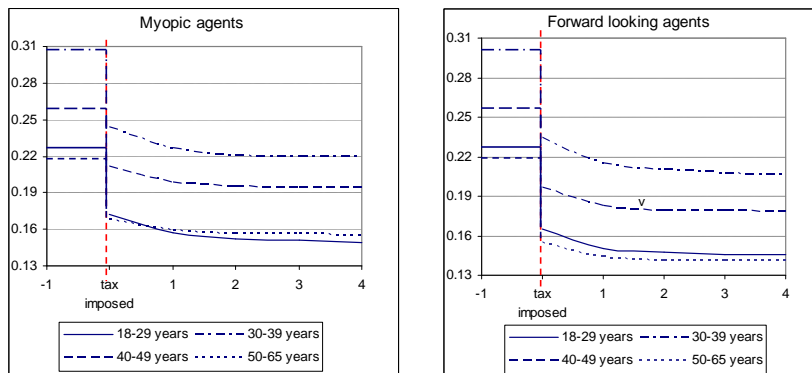 Myopic agents
0.31
0.28
0.25
0.22
0.19
0.16
0.13
-1 tax 1 2 3 4
imposed
18-29 years 30-39 years
40-49 years 50-65 years
Forward looking agents
0.31
0.28
0.25
0.22
0.19
v
0.16
0.13
-1 tax 1 2 3 4
imposed
18-29 years 30-39 years
40-49 years 50-65 years